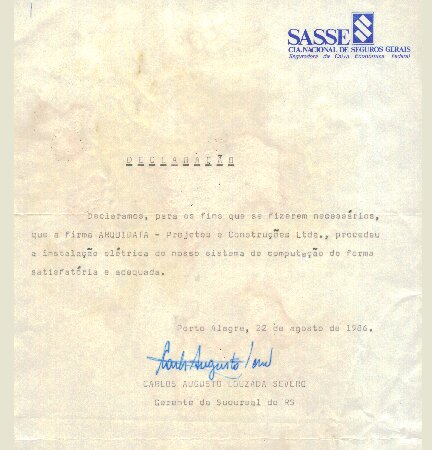 SASSE
CIA.NACIONAL DE SEGUROS GERAIS
Seguradora da Caixa Econômica Federal
DECLARAÇÃO
Declaramos, para os fins que se fizerem necessários,
que a firma ARQUIDATA - Projetos e Construções Ltda., procedeu
a instalação elétrica do nosso sistema de computação de forma
satisfatória e adequada.
Porto Alegre, 22 de agosto de 1986.
Carlos Augusto
CARLOS AUGUSTO LOUZADA SEVERO
Gerente da Sucursal do RS